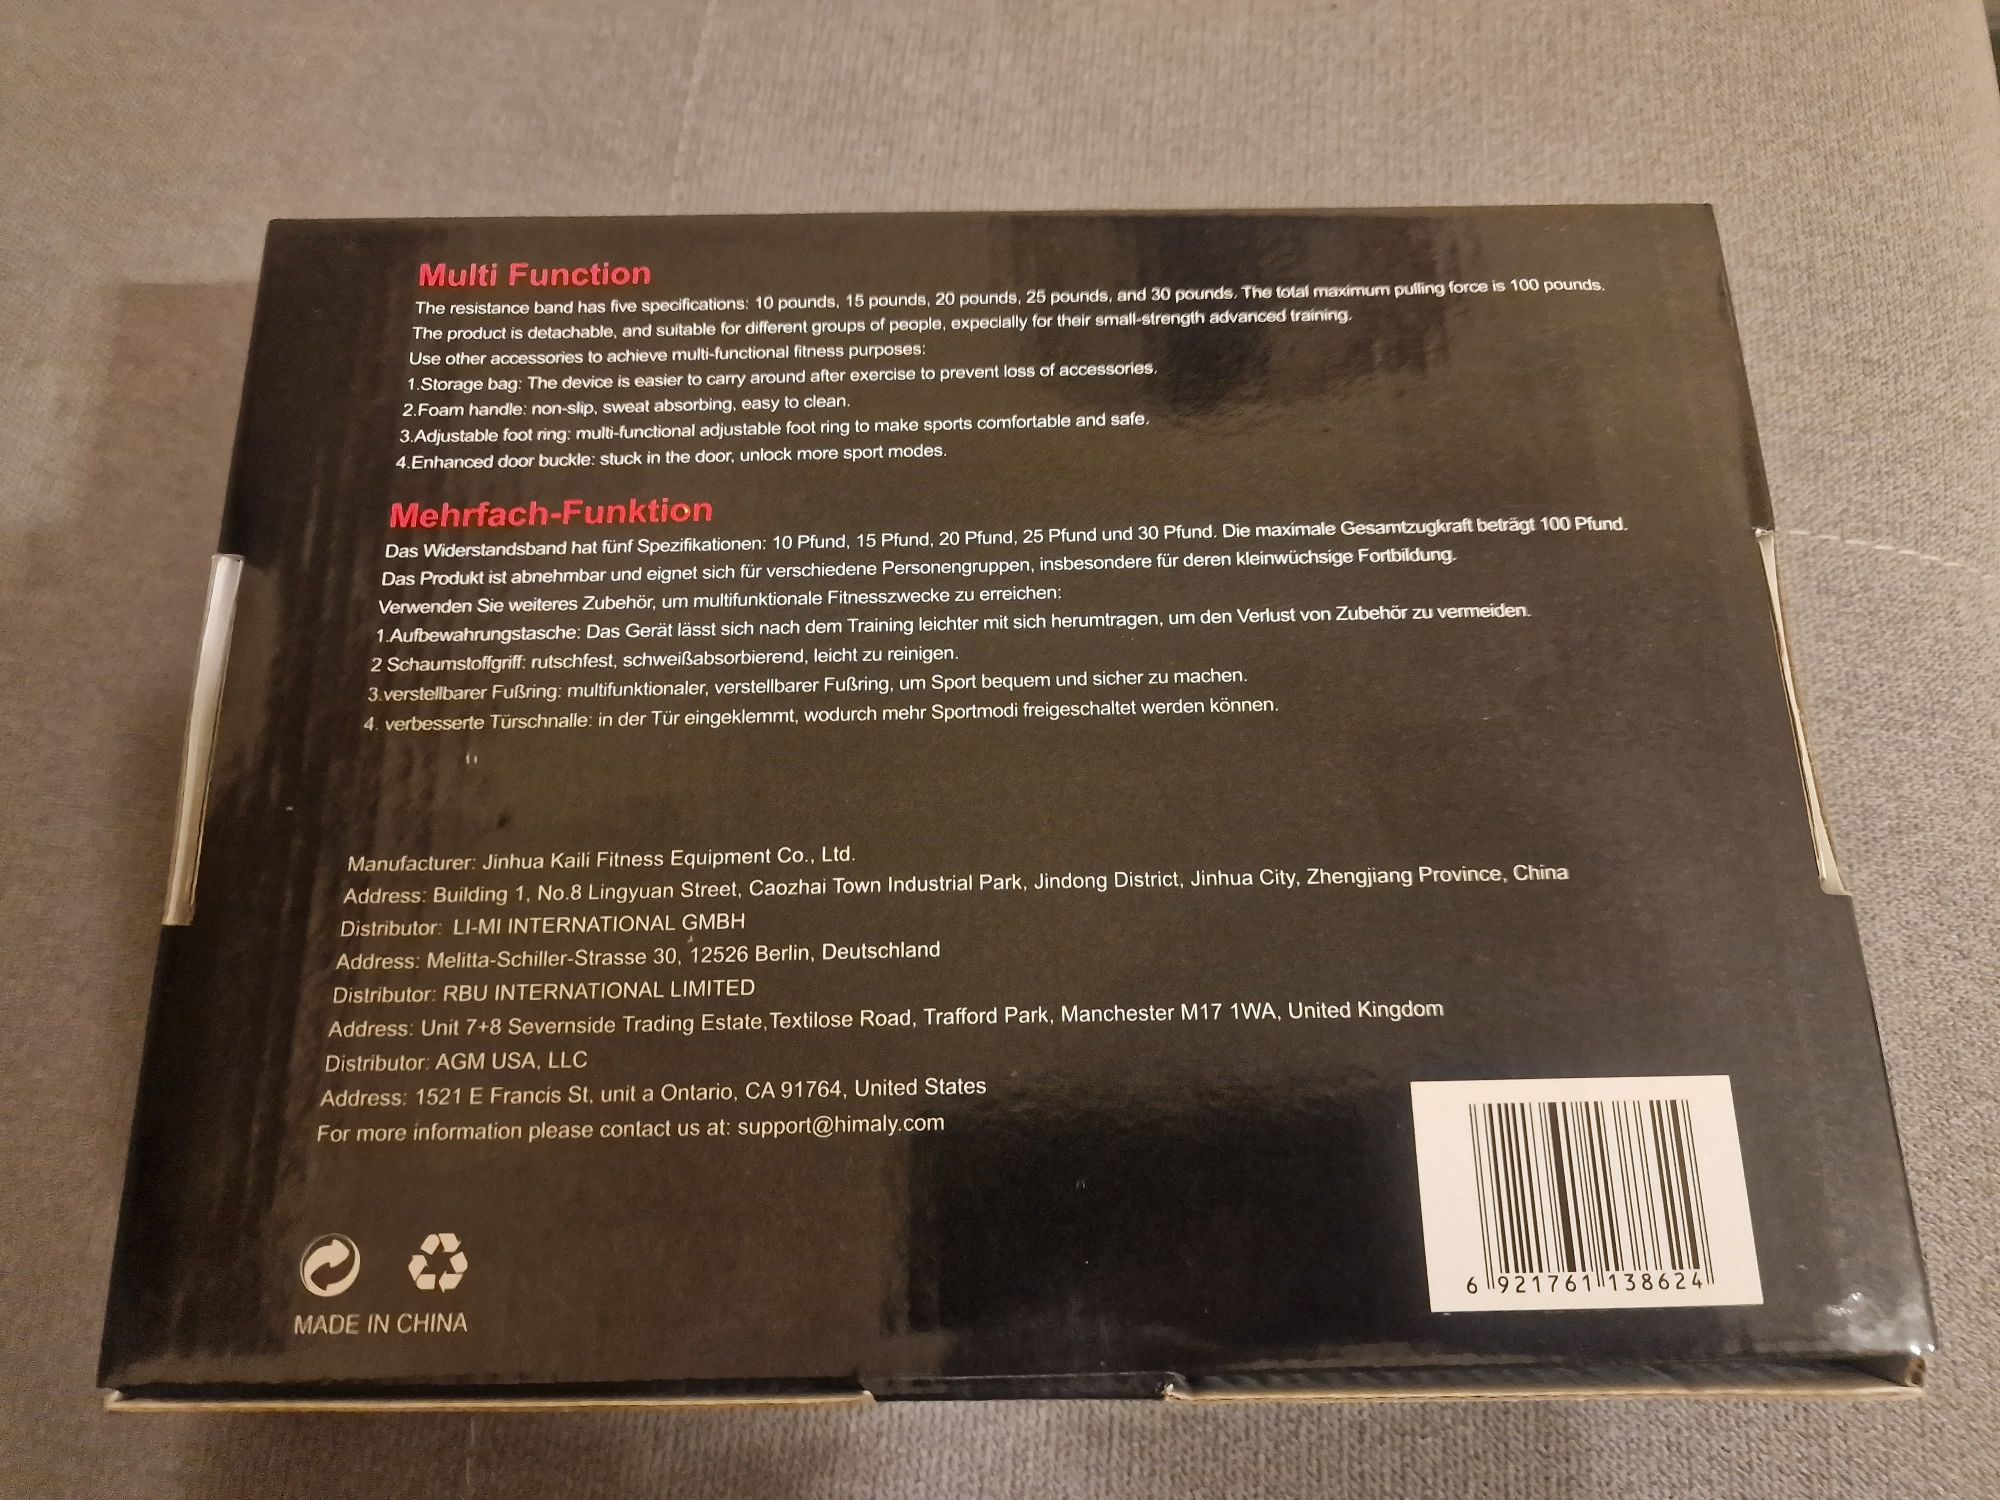 Multi Function
The resistance band has five specifications: 10 pounds, 15 pounds, 20 pounds, 25 pounds, and 30 pounds. The total maximum pulling force is 100 pounds.
The product is detachable, and suitable for different groups of people, expecially for their small-strength advanced training.
Use other accessories to achieve multi-functional fitness purposes:
1.Storage bag: The device is easier to carry around after exercise to prevent loss of accessories.
2.Foam handle: non-slip, sweat absorbing, easy to clean.
3.Adjustable foot ring: multi-functional adjustable foot ring to make sports comfortable and safe.
4.Enhanced door buckle: stuck in the door, unlock more sport modes.
Mehrfach-Funktion
Das Widerstandsband hat fünf Spezifikationen: 10 Pfund, 15 Pfund, 20 Pfund, 25 Pfund und 30 Pfund. Die maximale Gesamtzugkraft beträgt 100 Pfund.
Das Produkt ist abnehmbar und eignet sich für verschiedene Personengruppen, insbesondere für deren kleinwüchsige Fortbildung.
Verwenden Sie weiteres Zubehör, um multifunktionale Fitnesszwecke zu erreichen:
1.Aufbewahrungstasche: Das Gerät lässt sich nach dem Training leichter mit sich herumtragen, um den Verlust von Zubehör zu vermeiden.
2 Schaumstoffgriff: rutschfest, schweißabsorbierend, leicht zu reinigen.
3.verstellbarer Fußring: multifunktionaler, verstellbarer Fußring, um Sport bequem und sicher zu machen.
4. verbesserte Türschnalle: in der Tür eingeklemmt, wodurch mehr Sportmodi freigeschaltet werden können.
Manufacturer: Jinhua Kaili Fitness Equipment Co., Ltd.
Address: Building 1, No.8 Lingyuan Street, Caozhai Town Industrial Park, Jindong District, Jinhua City, Zhengjiang Province, China
Distributor: LI-MI INTERNATIONAL GMBH
Address: Melitta-Schiller-Strasse 30, 12526 Berlin, Deutschland
Distributor: RBU INTERNATIONAL LIMITED
Address: Unit 7+8 Severnside Trading Estate,Textilose Road, Trafford Park, Manchester M17 1WA, United Kingdom
Distributor: AGM USA, LLC
Address: 1521 E Francis St, unit a Ontario, CA 91764, United States
For more information please contact us at: support@himaly.com
MADE IN CHINA
6 921761 138624